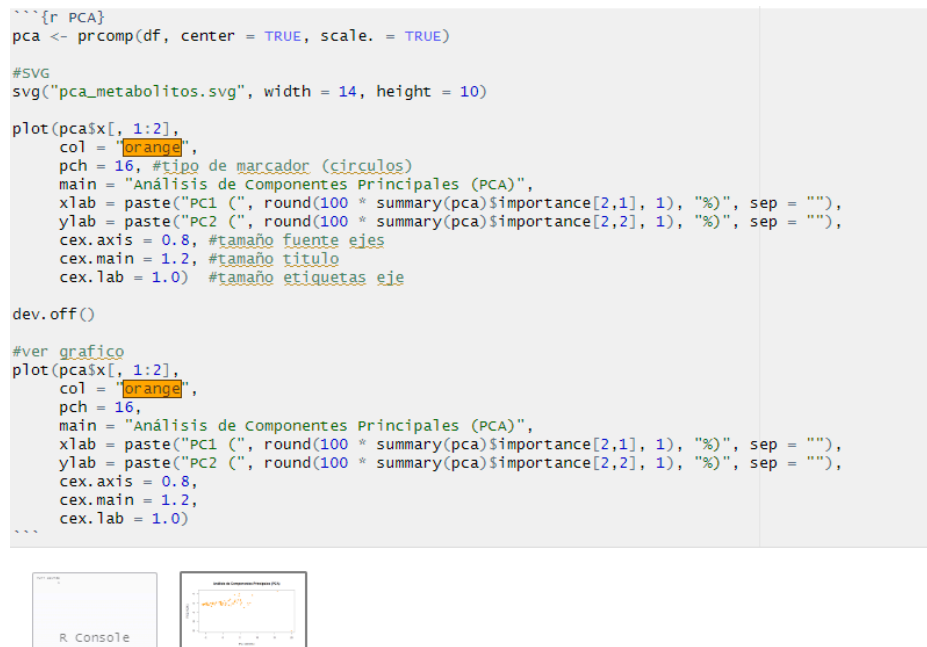 ```{r PCA}
pca <- prcomp(df, center = TRUE, scale. = TRUE)
#SVG
svg("pca_metabolitos.svg", width = 14, height = 10)
plot(pca$x[, 1:2],
col = "orange",
pch = 16, #tipo de marcador (circulos)
main = "Análisis de Componentes Principales (PCA)",
xlab = paste("PC1 (", round(100 * summary(pca)$importance[2,1], 1), "%)", sep = ""),
ylab = paste("PC2 (", round(100 * summary(pca)$importance[2,2], 1), "%)", sep = ""),
cex.axis = 0.8, #tamaño fuente ejes
cex.main = 1.2, #tamaño titulo
cex.lab = 1.0)  #tamaño etiquetas eje
dev.off()
#ver grafico
plot(pca$x[, 1:2],
col = "orange",
pch = 16,
main = "Análisis de Componentes Principales (PCA)",
xlab = paste("PC1 (", round(100 * summary(pca)$importance[2,1], 1), "%)", sep = ""),
ylab = paste("PC2 (", round(100 * summary(pca)$importance[2,2], 1), "%)", sep = ""),
cex.axis = 0.8,
cex.main = 1.2,
cex.lab = 1.0)
```
Análisis de Componentes Principales (PCA)
R Console